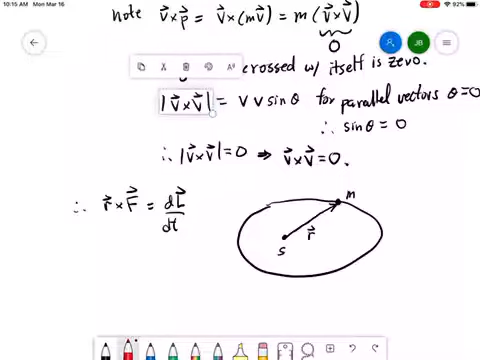 10:15 AM Mon Mar 16
92%
note v⃗ × p⃗ = v⃗ × (m v⃗) = m (v⃗ × v⃗)
0
JB
crossed w/ itself is zero.
|v⃗ × v⃗| = v v sin θ for parallel vectors θ = 0
∴ sin θ = 0
∴ |v⃗ × v⃗| = 0 ⇒ v⃗ × v⃗ = 0.
∴ r⃗ × F⃗ = dL⃗/dt
m
r⃗
S